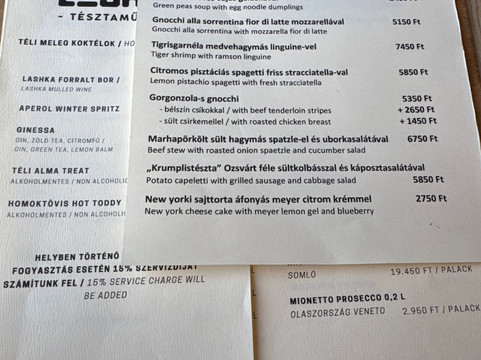 Green peas soup with egg noodle dumplings
Gnocchi alla sorrentina fior di latte mozzarellával 5150 Ft
Gnocchi alla sorrentina with mozzarella fior di latte
Tigrisgarnéla medvehagymás linguine-vel 7450 Ft
Tiger shrimp with ramson linguine
Citromos pisztáciás spagetti friss stracciatella-val 5850 Ft
Lemon pistachio spaghetti with fresh stracciatella
Gorgonzola-s gnocchi 5350 Ft
- bélszín csíkokkal / with beef tenderloin stripes + 2650 Ft
- sült csirkemellel / with roasted chicken breast + 1450 Ft
Marhapörkölt sült hagymás spatzle-el és uborkasalátával 6750 Ft
Beef stew with roasted onion spaetzle and cucumber salad
„Krumplistészta” Ozsvárt féle sültkolbásszal és káposztasalátával
Potato capeletti with grilled sausage and cabbage salad 5850 Ft
New yorki sajttorta áfonyás meyer citrom krémmel 2750 Ft
New york cheese cake with meyer lemon gel and blueberry
- TÉSZTAMŰ
TÉLI MELEG KOKTÉLOK /
LASHKA FORRALT BOR /
LASHKA MULLED WINE
APEROL WINTER SPRITZ
GINESSA
GIN, ZÖLD TEA, CITROMFŰ /
GIN, GREEN TEA, LEMON BALM
TÉLI ALMA TREAT
ALKOHOLMENTES / NON ALCOHOLIC
HOMOKTÖVIS HOT TODDY
ALKOHOLMENTES / NON ALCOHOLI
HELYBEN TÖRTÉNŐ
FOGYASZTÁS ESETÉN 15% SZERVIZDÍJAT
SZÁMÍTUNK FEL / 15% SERVICE CHARGE WILL
BE ADDED
SOMLÓ 19.450 FT / PALACK
MIONETTO PROSECCO 0,2 L
OLASZORSZÁG VENETO 2.950 FT / PALACK